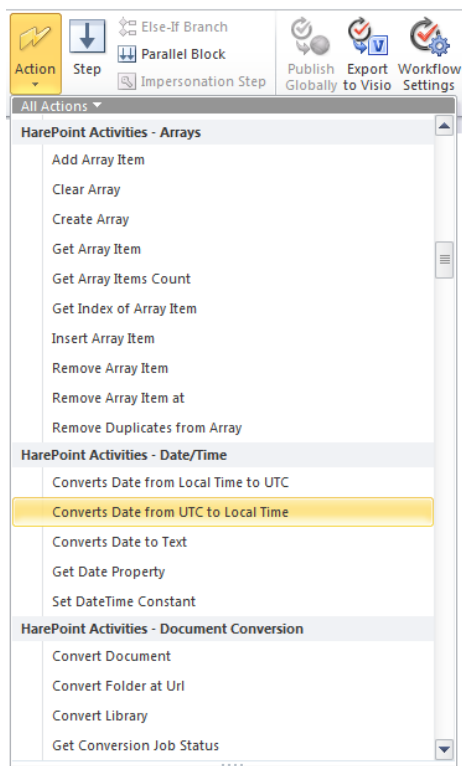 Else-If Branch
Parallel Block
Impersonation Step
Action
Step
Publish Globally
Export to Visio
Workflow Settings
All Actions
HarePoint Activities - Arrays
Add Array Item
Clear Array
Create Array
Get Array Item
Get Array Items Count
Get Index of Array Item
Insert Array Item
Remove Array Item
Remove Array Item at
Remove Duplicates from Array
HarePoint Activities - Date/Time
Converts Date from Local Time to UTC
Converts Date from UTC to Local Time
Converts Date to Text
Get Date Property
Set DateTime Constant
HarePoint Activities - Document Conversion
Convert Document
Convert Folder at Url
Convert Library
Get Conversion Job Status